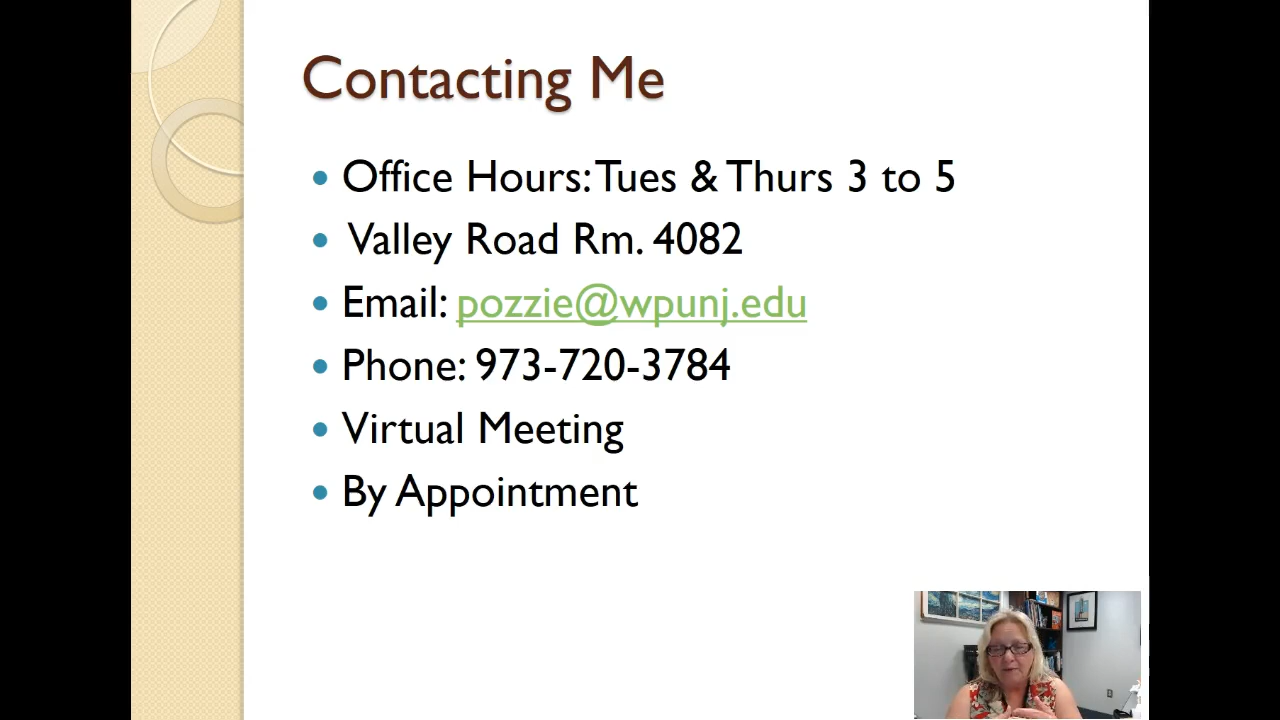 Contacting Me
Office Hours: Tues & Thurs 3 to 5
Valley Road Rm. 4082
Email: pozzie@wpunj.edu
Phone: 973-720-3784
Virtual Meeting
By Appointment